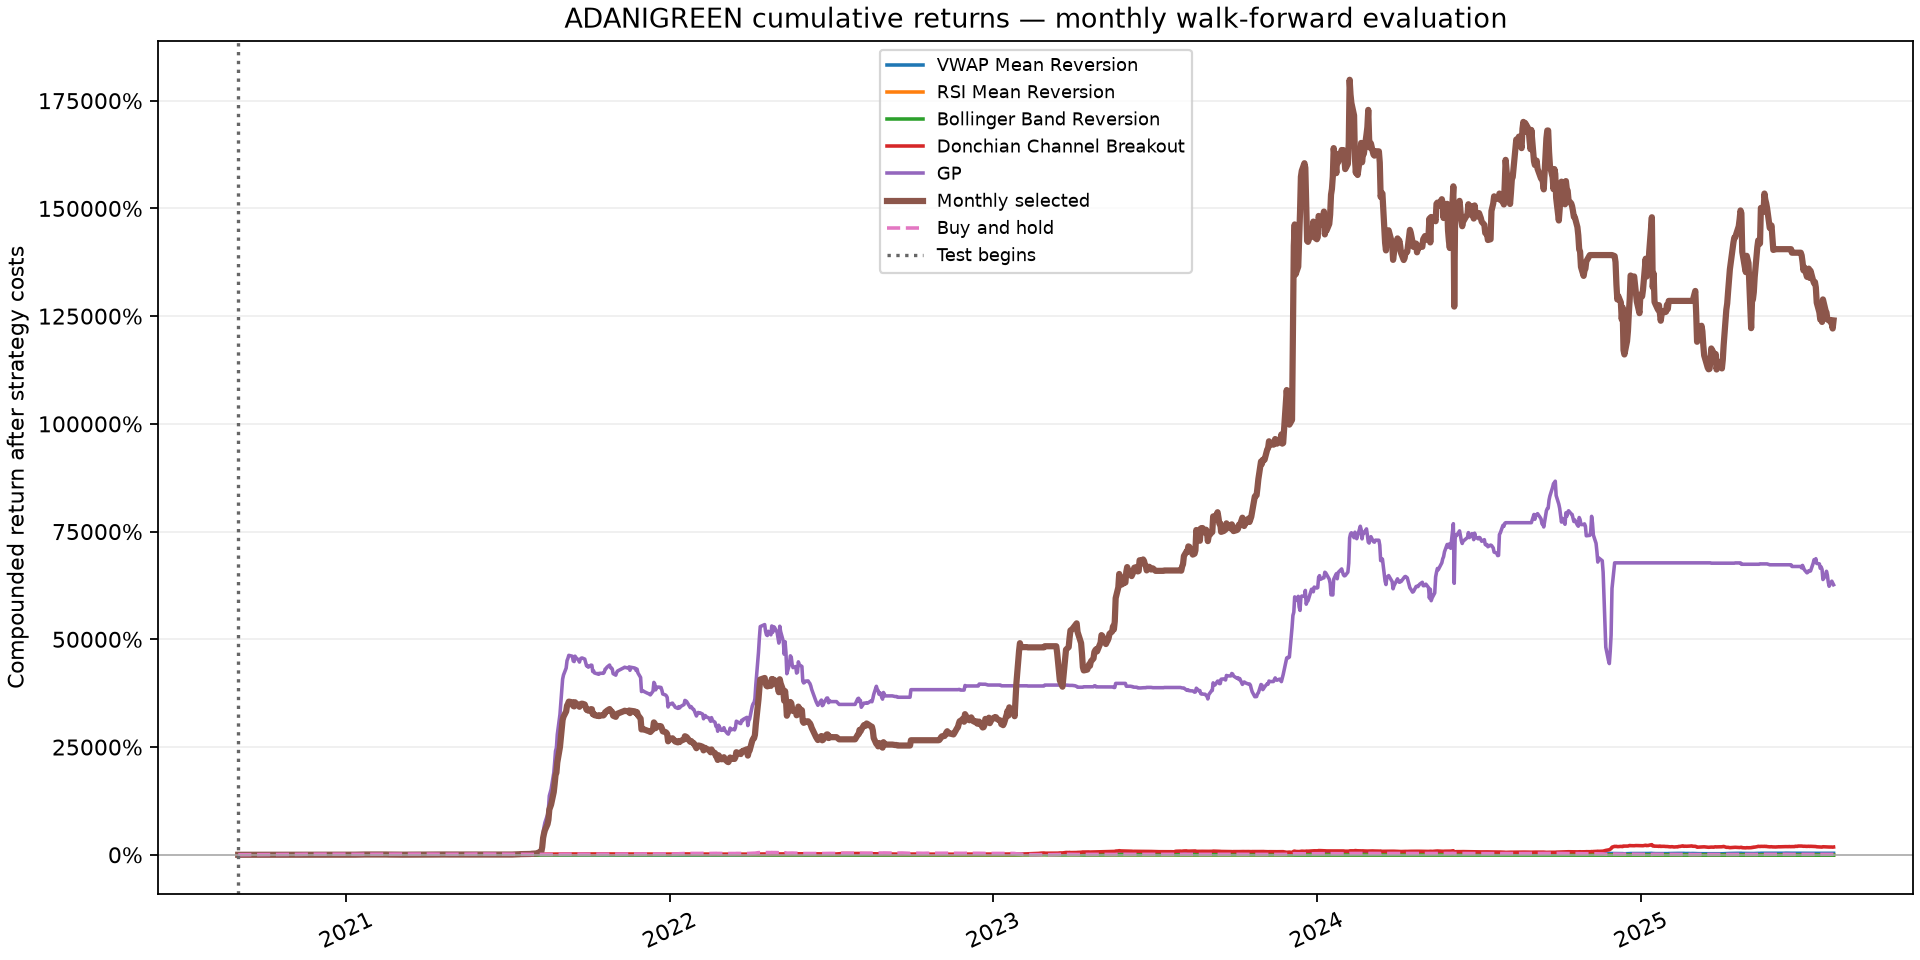 ADANIGREEN cumulative returns — monthly walk-forward evaluation
Compounded return after strategy costs
175000%
150000%
125000%
100000%
75000%
50000%
25000%
0%
VWAP Mean Reversion
RSI Mean Reversion
Bollinger Band Reversion
Donchian Channel Breakout
GP
Monthly selected
Buy and hold
Test begins
2021
2022
2023
2024
2025